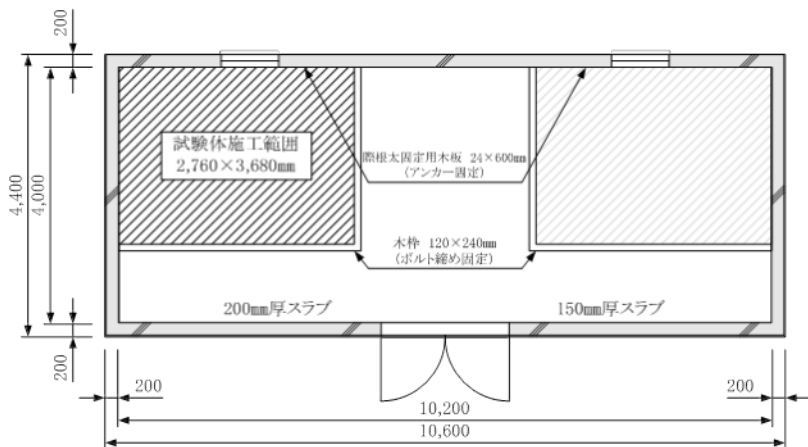 200
4,400
4,000
200
試験体施工範囲
2,760×3,680mm
際根太固定用木板 24×600mm
(アンカー固定)
木枠 120×240mm
(ボルト締め固定)
200mm厚スラブ
150mm厚スラブ
200
200
10,200
10,600